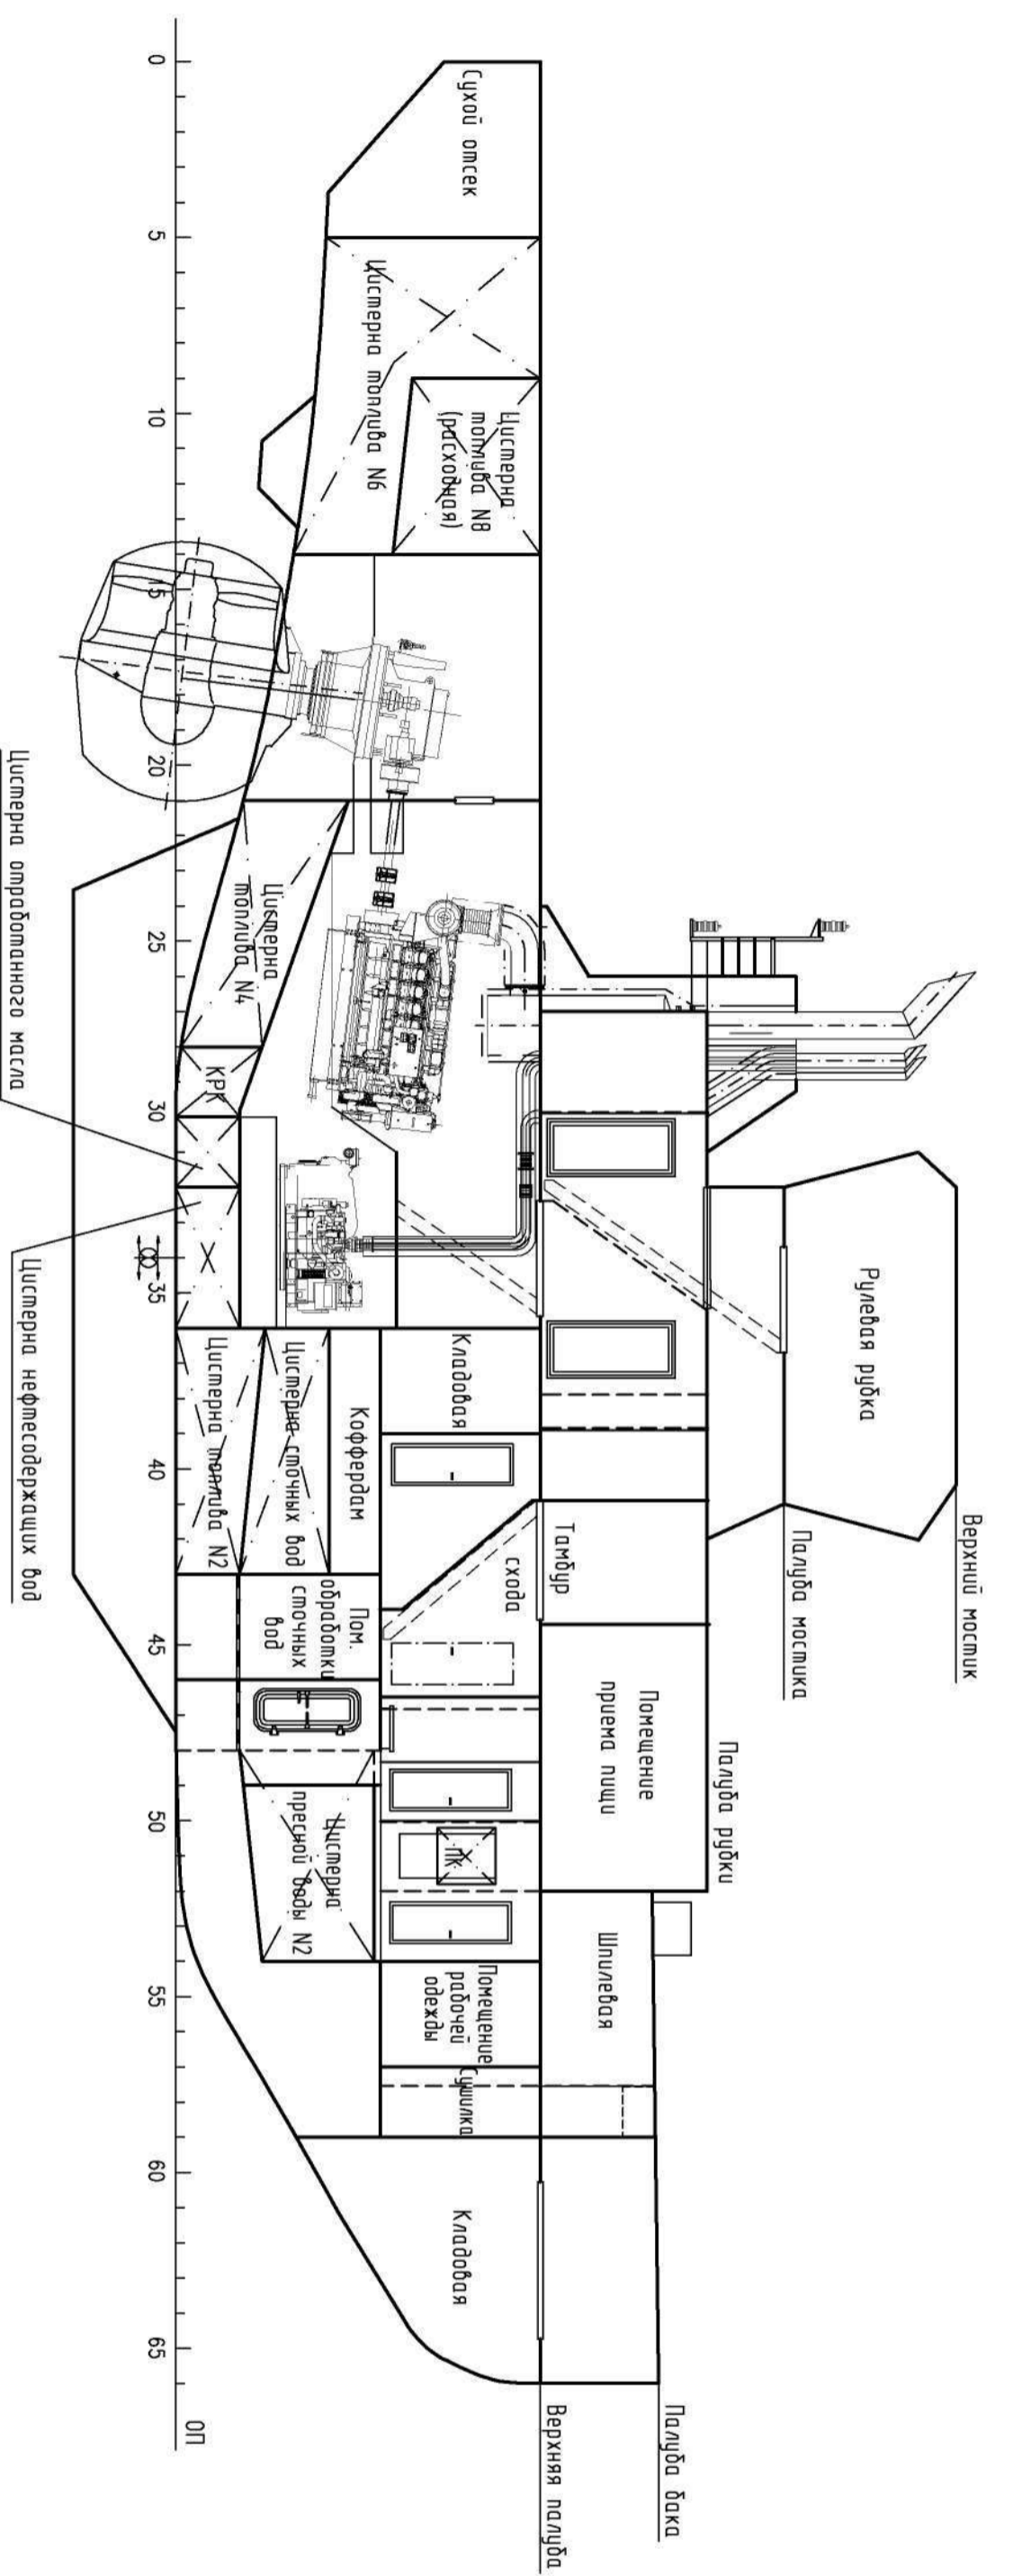 Верхний мостик
Рулевая рубка
Палуба мостика
Палуба рубки
Палуба бака
Верхняя палуба
Помещение
приема пищи
Шпилевая
Тамбур
схода
Сухой отсек
Цистерна
топлива N8
(расходная)
Цистерна топлива N6
Кладовая
ПК
Помещение
рабочей
одежды
Сушилка
Кладовая
Коффердам
Пом.
обработки
сточных
вод
Цистерна
пресной воды N2
Цистерна сточных вод
Цистерна топлива N2
Цистерна
топлива N4
КРК
ОП
0
5
10
15
20
25
30
35
40
45
50
55
60
65
Цистерна отработанного масла
Цистерна нефтесодержащих вод